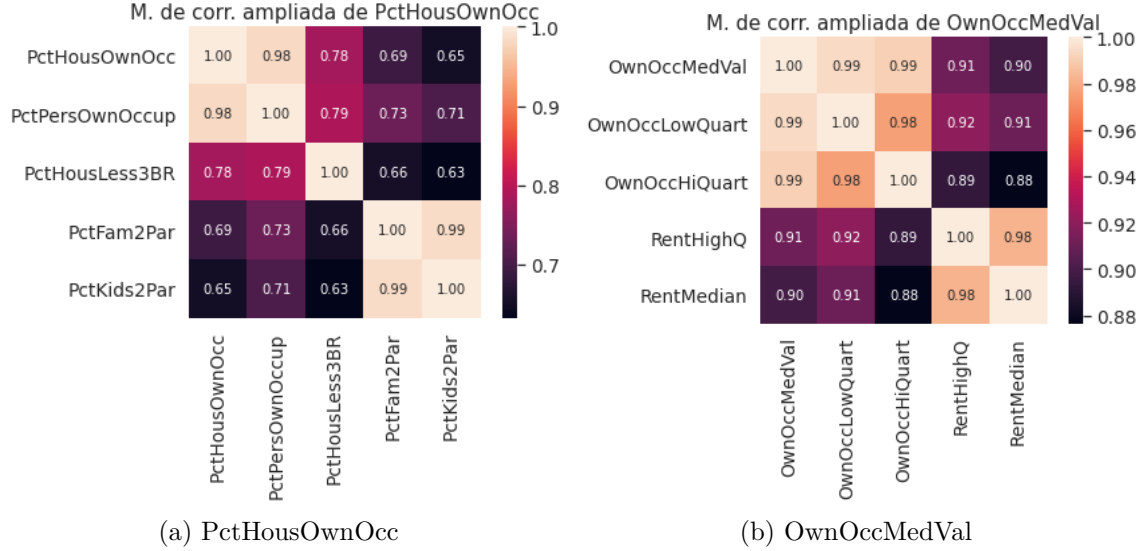 M. de corr. ampliada de PctHousOwnOcc
PctHousOwnOcc 1.00 0.98 0.78 0.69 0.65
PctPersOwnOccup 0.98 1.00 0.79 0.73 0.71
PctHousLess3BR 0.78 0.79 1.00 0.66 0.63
PctFam2Par 0.69 0.73 0.66 1.00 0.99
PctKids2Par 0.65 0.71 0.63 0.99 1.00
1.0
0.9
0.8
0.7
PctHousOwnOcc
PctPersOwnOccup
PctHousLess3BR
PctFam2Par
PctKids2Par
(a) PctHousOwnOcc
M. de corr. ampliada de OwnOccMedVal
OwnOccMedVal 1.00 0.99 0.99 0.91 0.90
OwnOccLowQuart 0.99 1.00 0.98 0.92 0.91
OwnOccHiQuart 0.99 0.98 1.00 0.89 0.88
RentHighQ 0.91 0.92 0.89 1.00 0.98
RentMedian 0.90 0.91 0.88 0.98 1.00
1.00
0.98
0.96
0.94
0.92
0.90
0.88
OwnOccMedVal
OwnOccLowQuart
OwnOccHiQuart
RentHighQ
RentMedian
(b) OwnOccMedVal